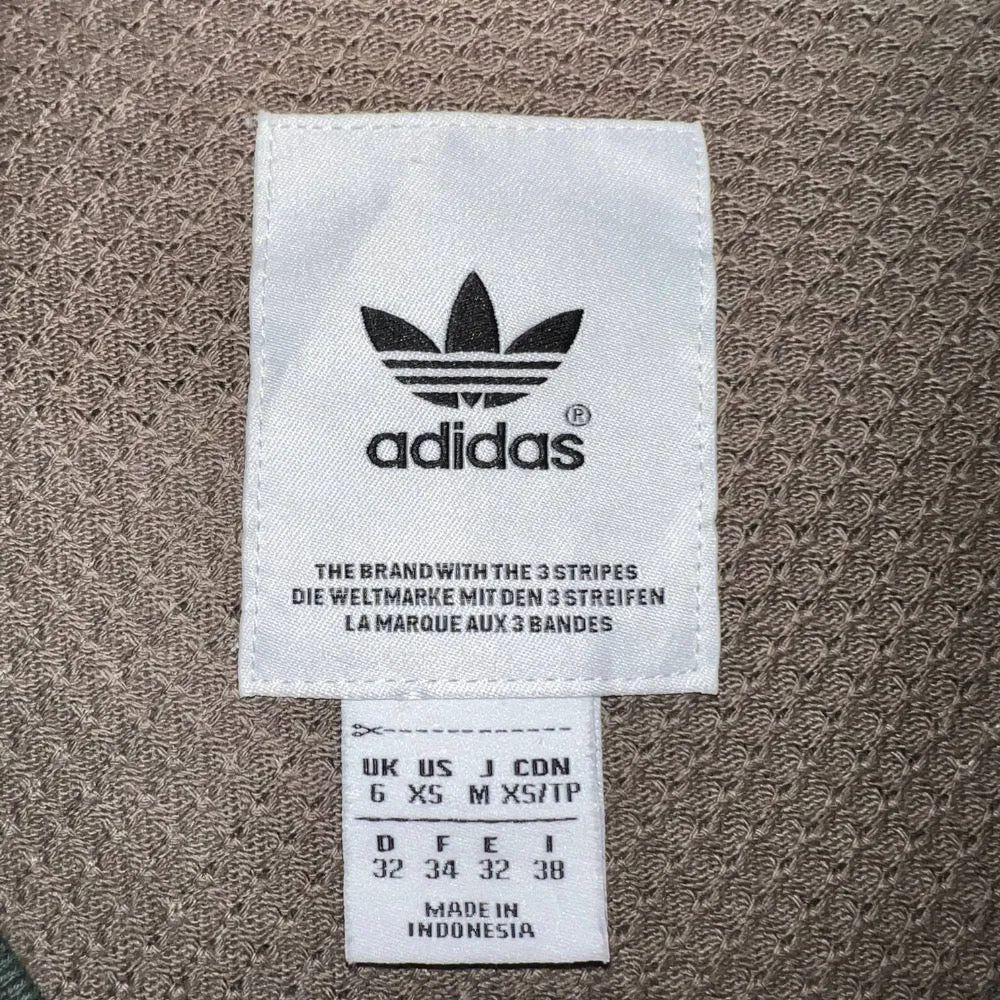 adidas®
THE BRAND WITH THE 3 STRIPES
DIE WELTMARKE MIT DEN 3 STREIFEN
LA MARQUE AUX 3 BANDES
UK US J CDN
6 XS M XS/TP
D F E I
32 34 32 38
MADE IN
INDONESIA